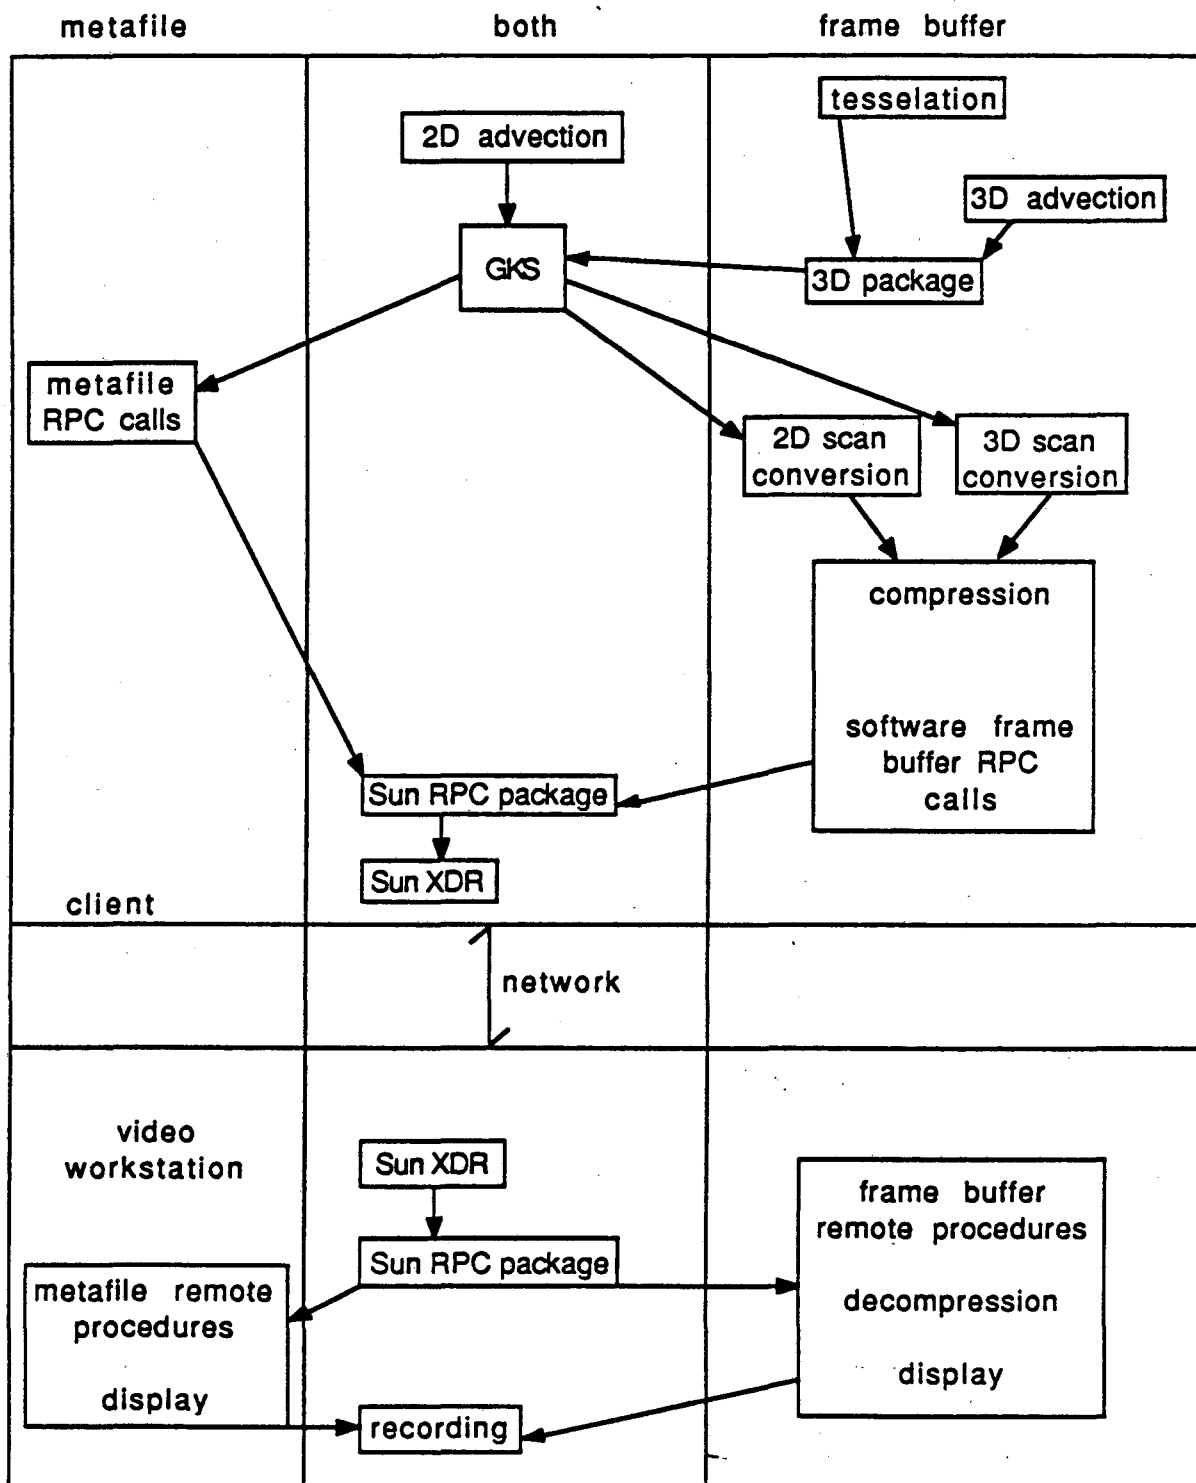 metafile
both
frame buffer
tesselation
2D advection
3D advection
GKS
3D package
metafile
RPC calls
2D scan
conversion
3D scan
conversion
compression
software frame
buffer RPC
calls
Sun RPC package
Sun XDR
client
network
video
workstation
Sun XDR
frame buffer
remote procedures
Sun RPC package
decompression
metafile remote
procedures
display
display
recording